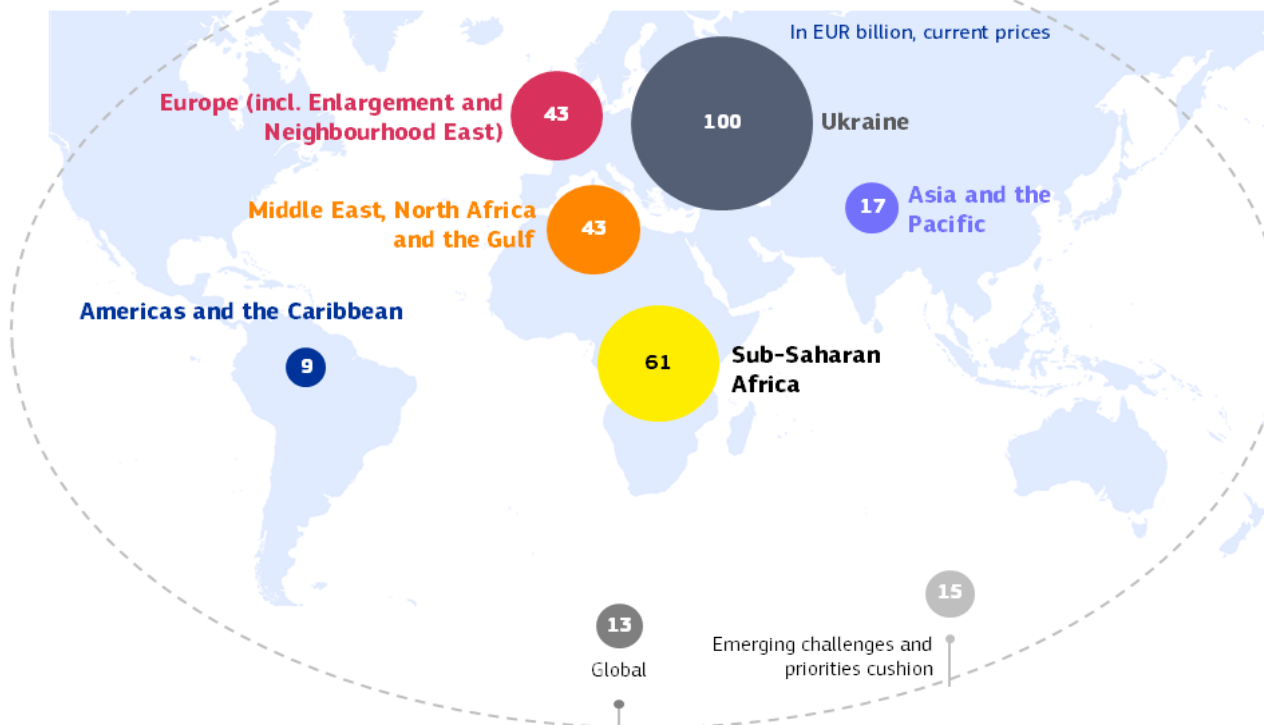 In EUR billion, current prices
Europe (incl. Enlargement and
Neighbourhood East)
43
100
Ukraine
Middle East, North Africa
and the Gulf
43
17
Asia and the
Pacific
Americas and the Caribbean
9
61
Sub-Saharan
Africa
13
Global
15
Emerging challenges and
priorities cushion